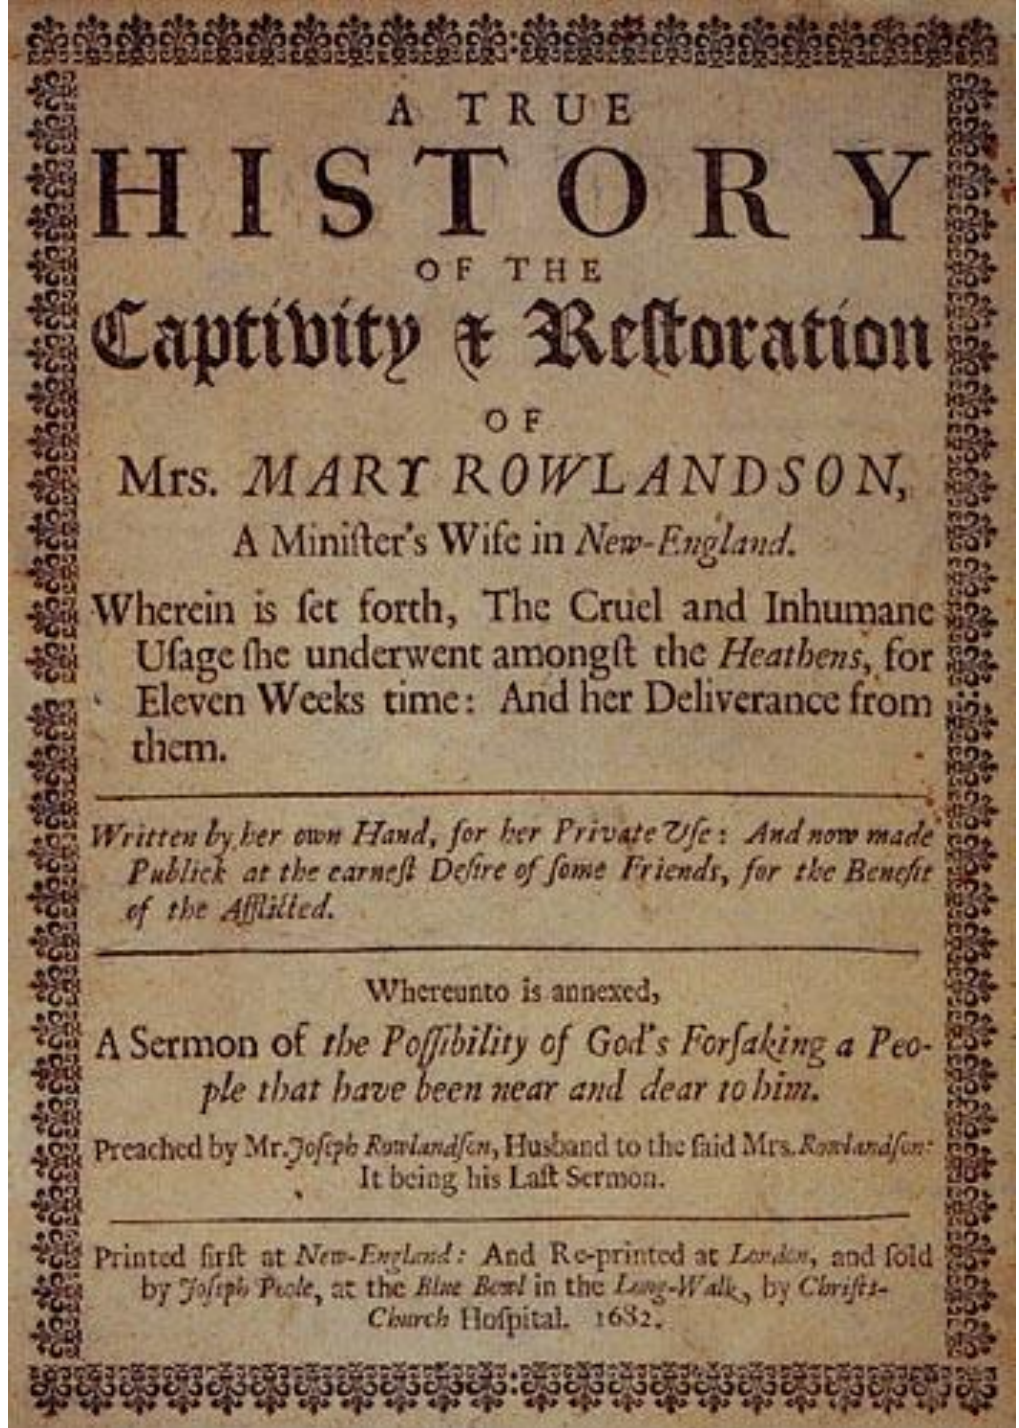 A TRUE
HISTORY
OF THE
Captivity & Reſtoration
OF
Mrs. MARY ROWLANDSON,
A Miniſter's Wife in New-England.
Wherein is ſet forth, The Cruel and Inhumane
Uſage ſhe underwent amongſt the Heathens, for
Eleven Weeks time: And her Deliverance from
them.
Written by her own Hand, for her Private Uſe: And now made
Publick at the earneſt Deſire of ſome Friends, for the Benefit
of the Afflicted.
Whereunto is annexed,
A Sermon of the Poſſibility of God's Forſaking a Peo-
ple that have been near and dear to him.
Preached by Mr. Joſeph Rowlandſon, Husband to the ſaid Mrs. Rowlandſon:
It being his Laſt Sermon.
Printed firſt at New-England: And Re-printed at London, and ſold
by Joſeph Poole, at the Blue Bowl in the Long-Walk, by Chriſts-
Church Hoſpital. 1682.